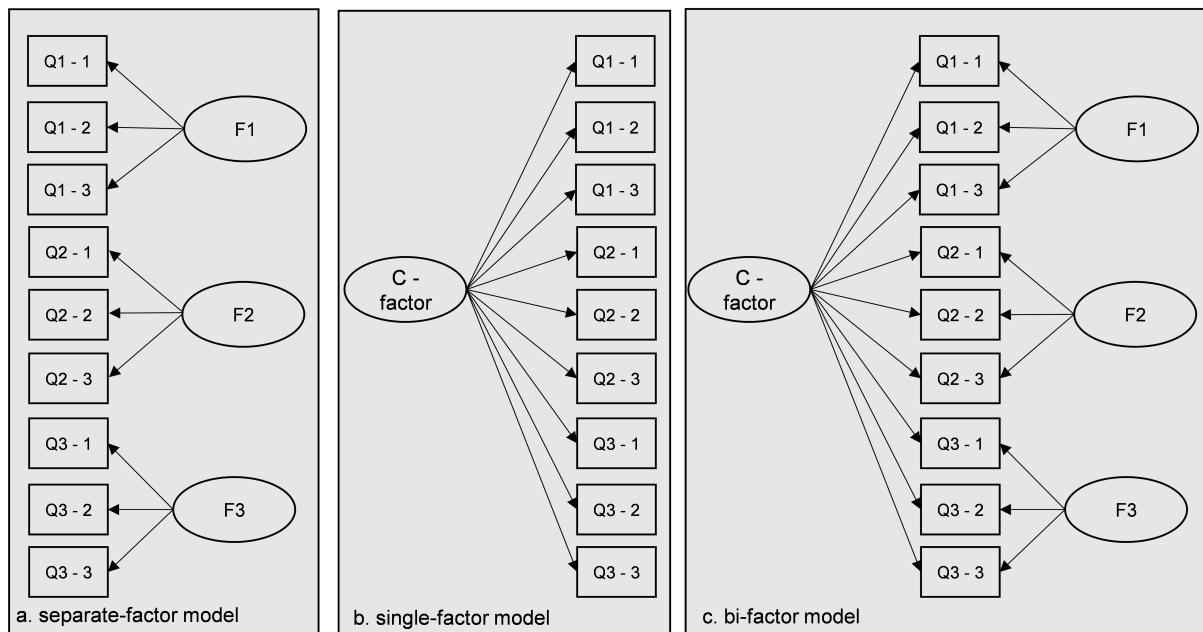 Q1 - 1
Q1 - 2
Q1 - 3
Q2 - 1
Q2 - 2
Q2 - 3
Q3 - 1
Q3 - 2
Q3 - 3
F1
F2
F3
a. separate-factor model
C -
factor
Q1 - 1
Q1 - 2
Q1 - 3
Q2 - 1
Q2 - 2
Q2 - 3
Q3 - 1
Q3 - 2
Q3 - 3
b. single-factor model
C -
factor
Q1 - 1
Q1 - 2
Q1 - 3
Q2 - 1
Q2 - 2
Q2 - 3
Q3 - 1
Q3 - 2
Q3 - 3
F1
F2
F3
c. bi-factor model